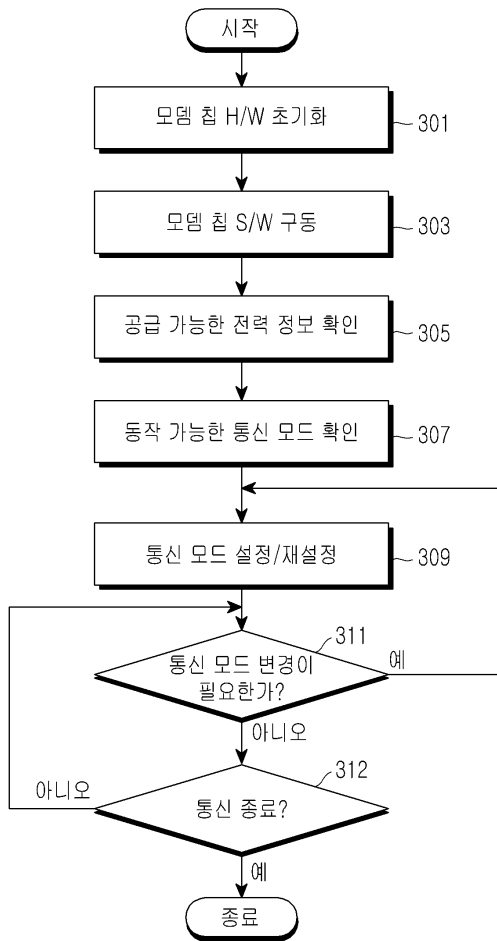 시작
모뎀 칩 H/W 초기화
301
모뎀 칩 S/W 구동
303
공급 가능한 전력 정보 확인
305
동작 가능한 통신 모드 확인
307
통신 모드 설정/재설정
309
311
통신 모드 변경이
필요한가?
예
아니오
312
아니오
통신 종료?
예
종료